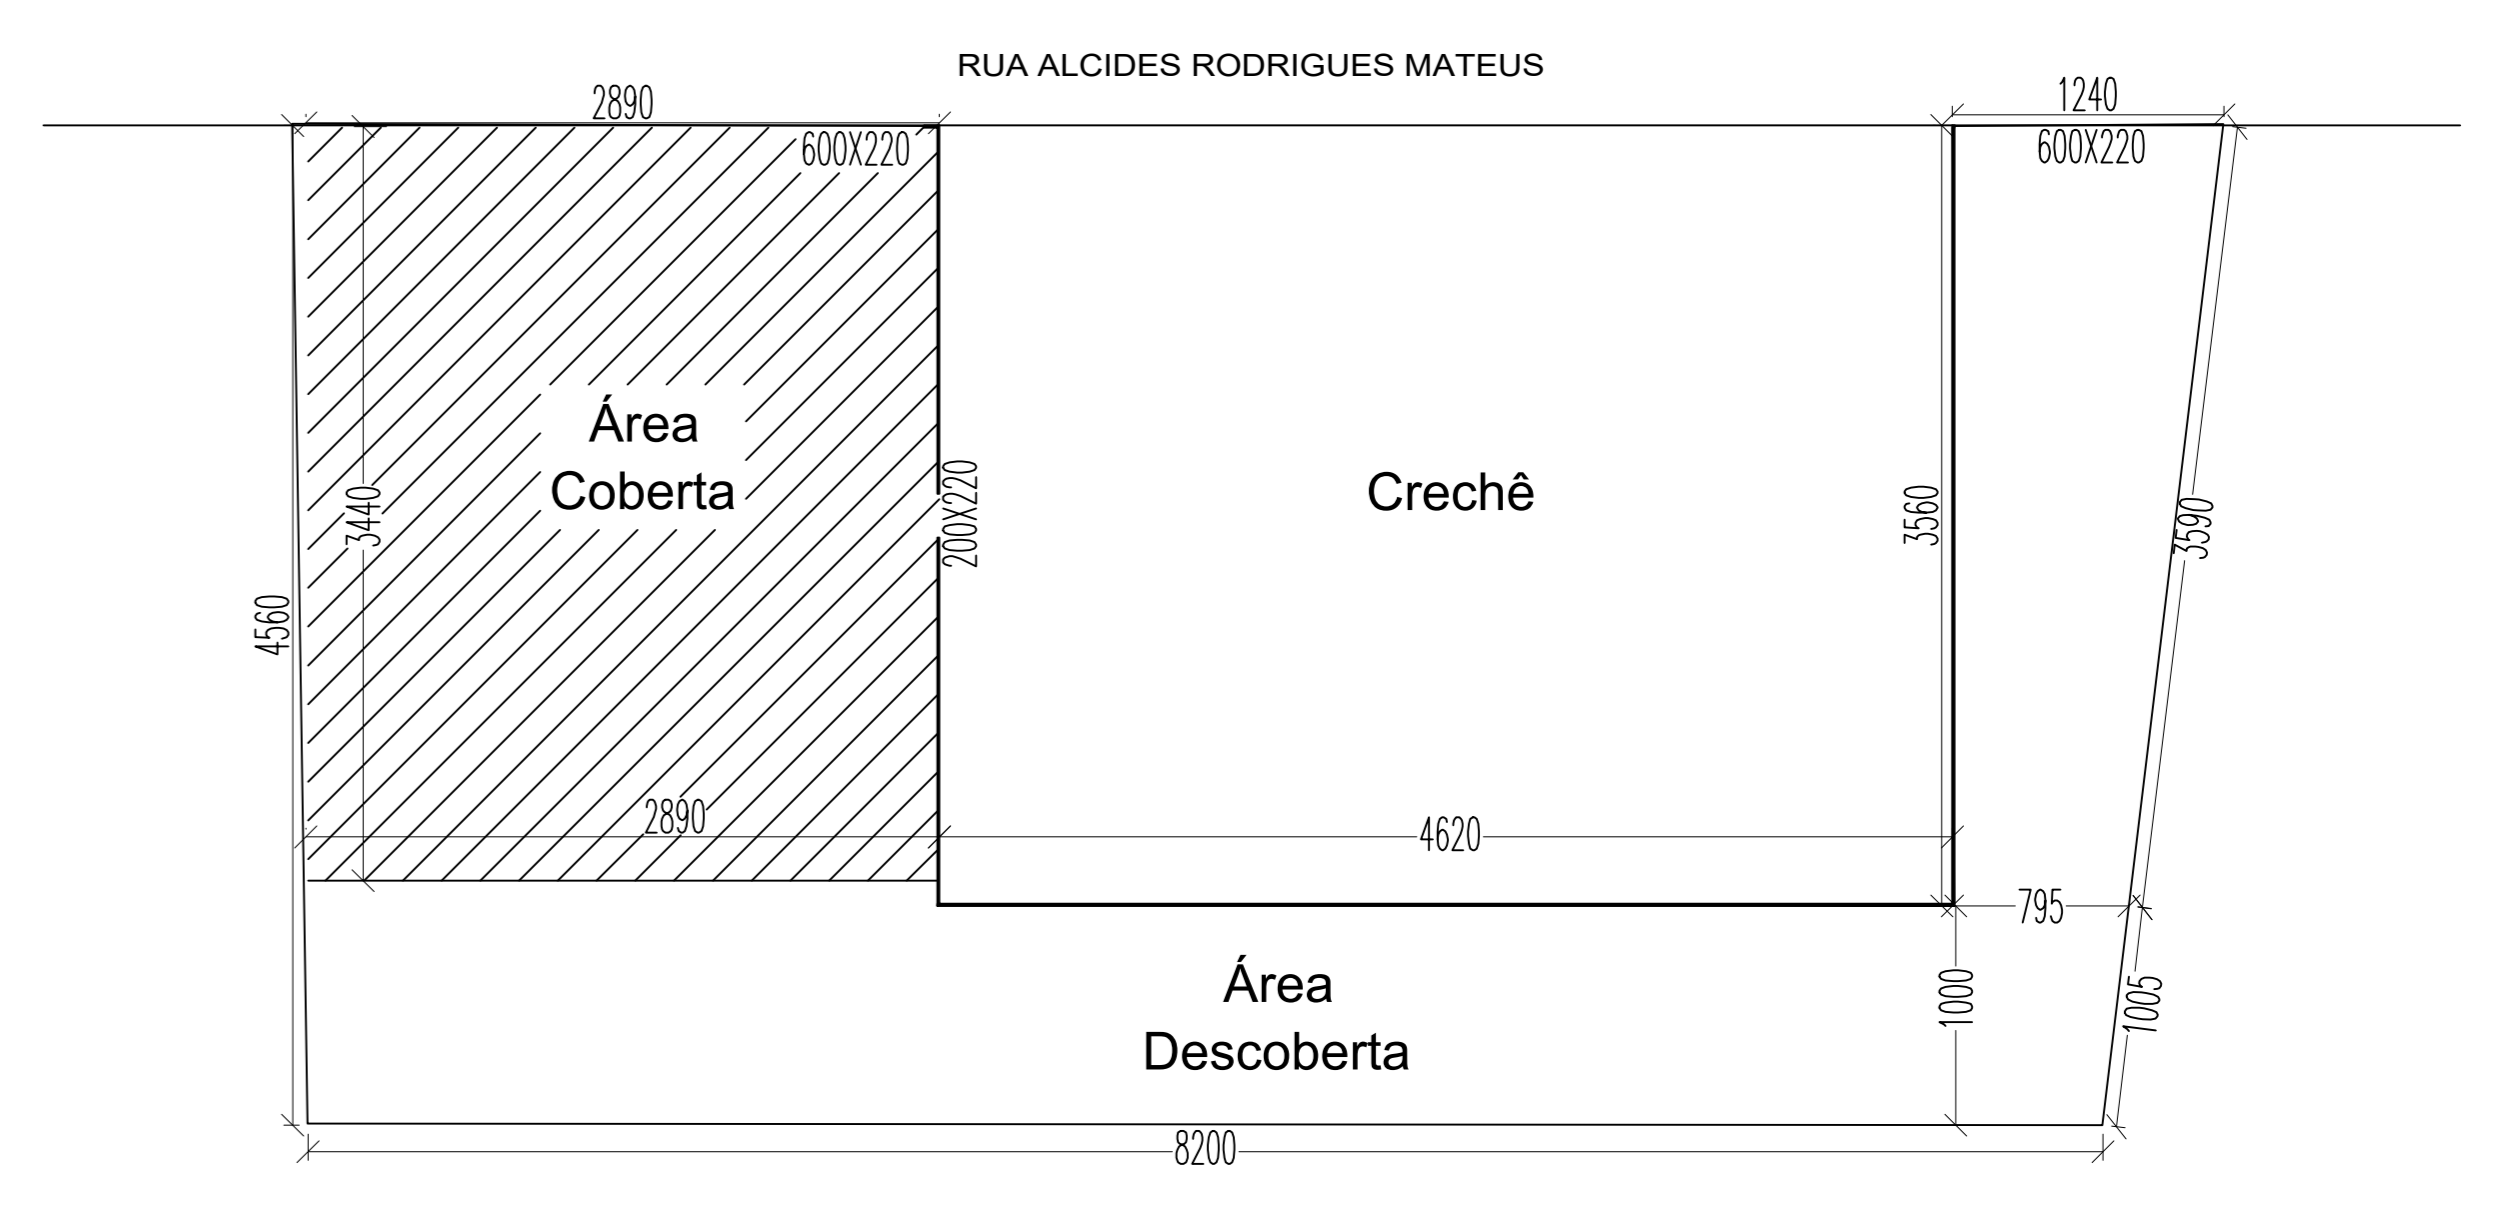 RUA ALCIDES RODRIGUES MATEUS
2890
1240
600X220
600X220
Área
Coberta
200X220
Crechê
3440
3560
3590
4560
2890
4620
795
Área
Descoberta
1000
1005
8200